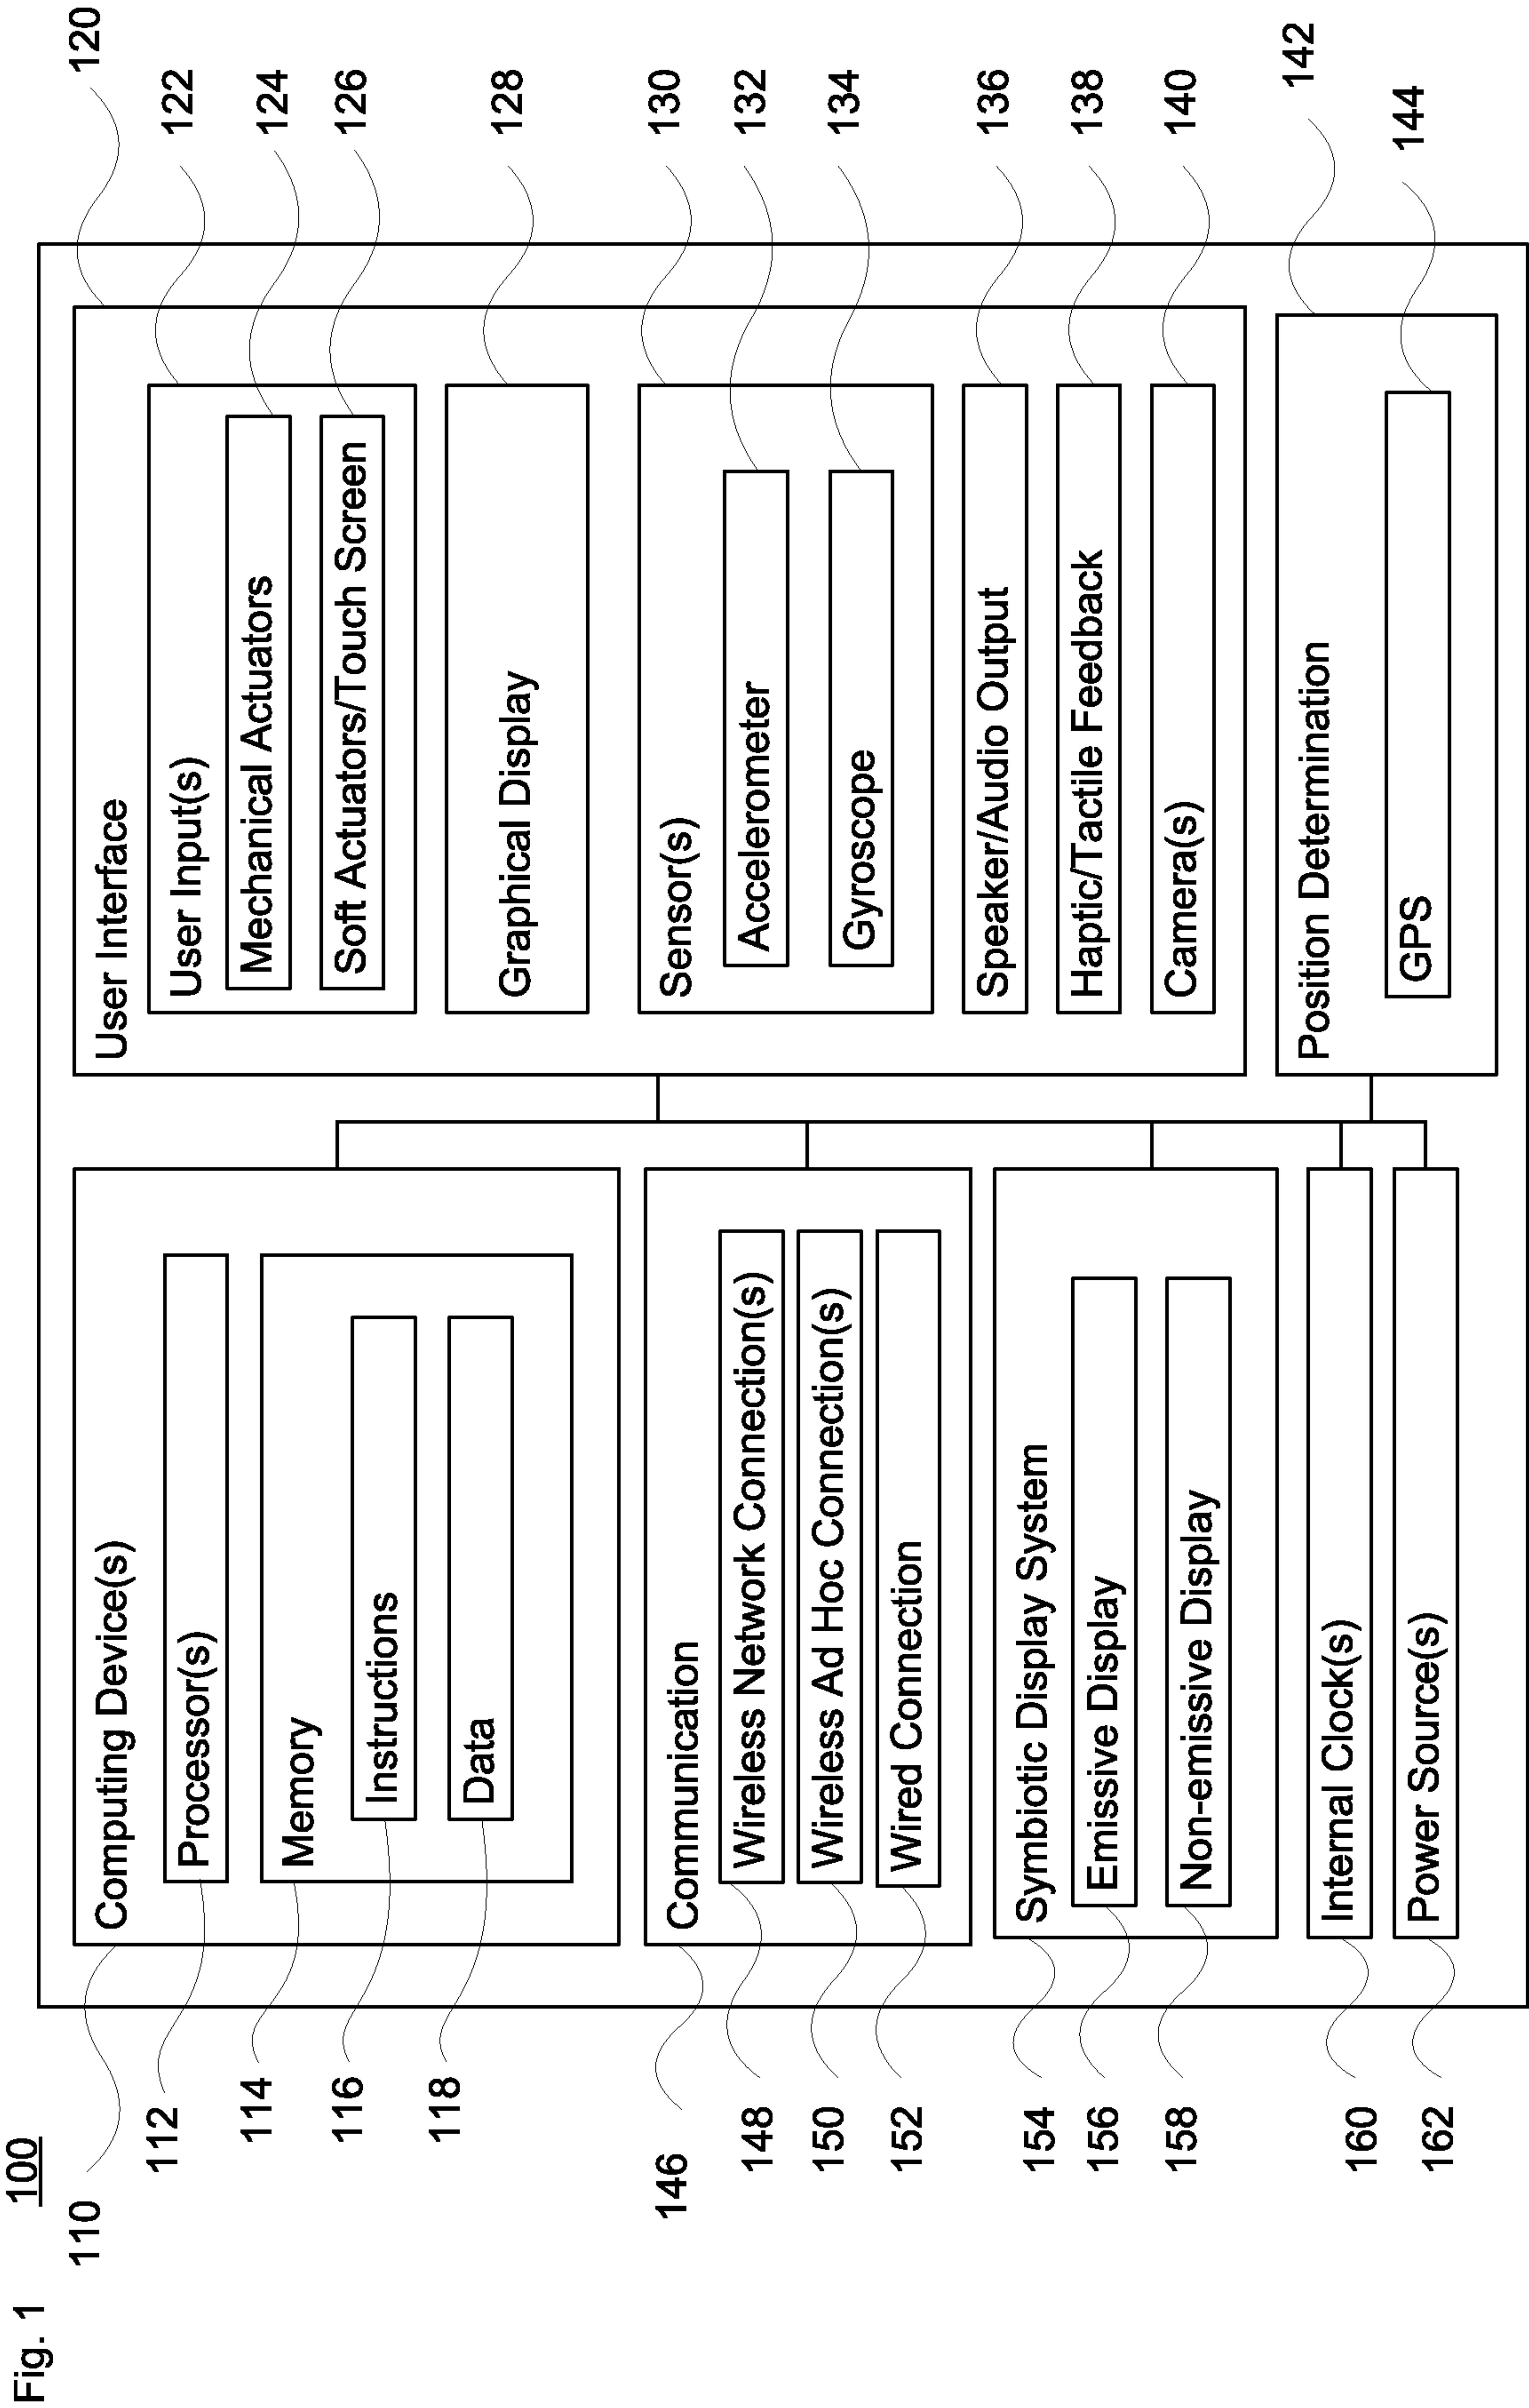 Fig. 1
100
110
Computing Device(s)
112
Processor(s)
114
Memory
116
Instructions
118
Data
146
Communication
148
Wireless Network Connection(s)
150
Wireless Ad Hoc Connection(s)
152
Wired Connection
154
Symbiotic Display System
156
Emissive Display
158
Non-emissive Display
160
Internal Clock(s)
162
Power Source(s)
User Interface
120
User Input(s)
122
Mechanical Actuators
124
Soft Actuators/Touch Screen
126
Graphical Display
128
Sensor(s)
130
Accelerometer
132
Gyroscope
134
Speaker/Audio Output
136
Haptic/Tactile Feedback
138
Camera(s)
140
Position Determination
142
GPS
144